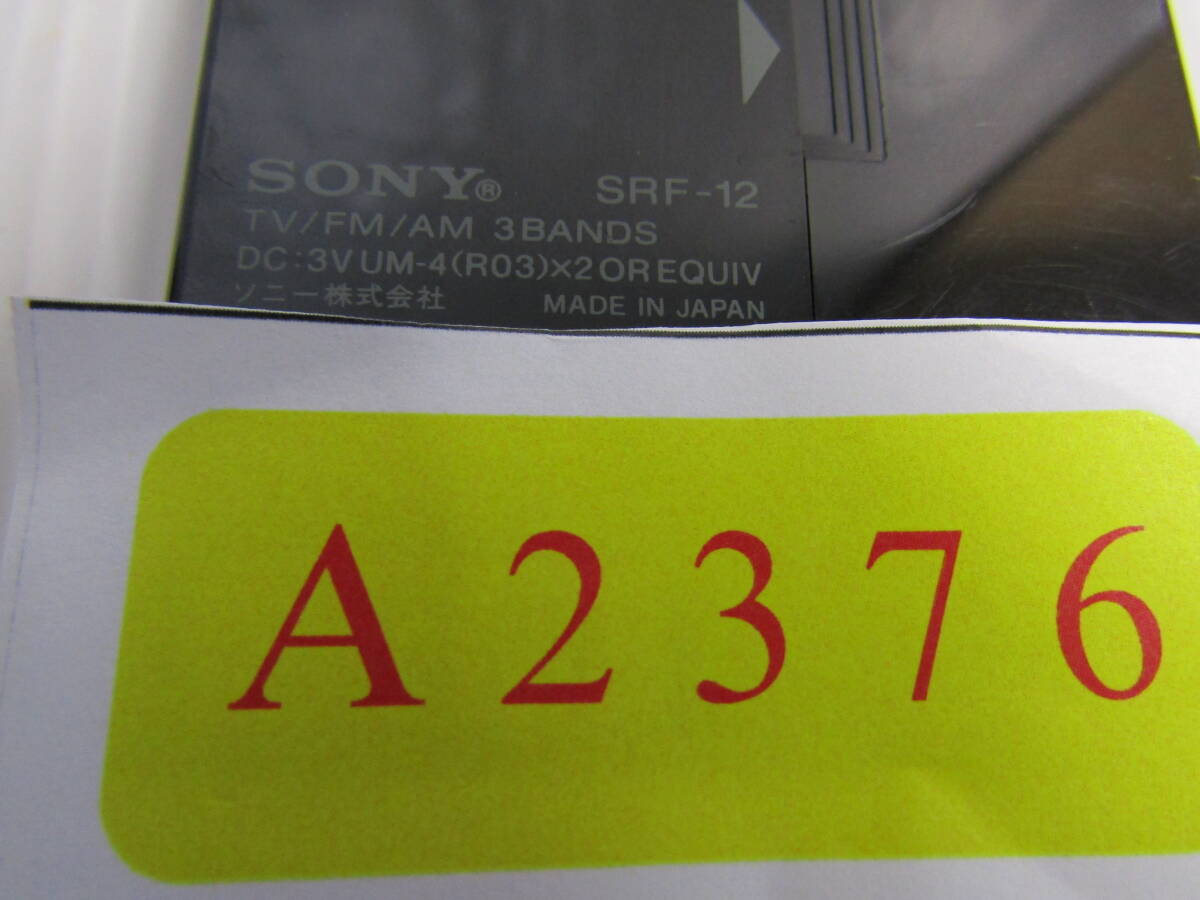 SONY® SRF-12
TV/FM/AM 3BANDS
DC:3V UM-4(R03)×2 OR EQUIV
ソニー株式会社 MADE IN JAPAN
A2376